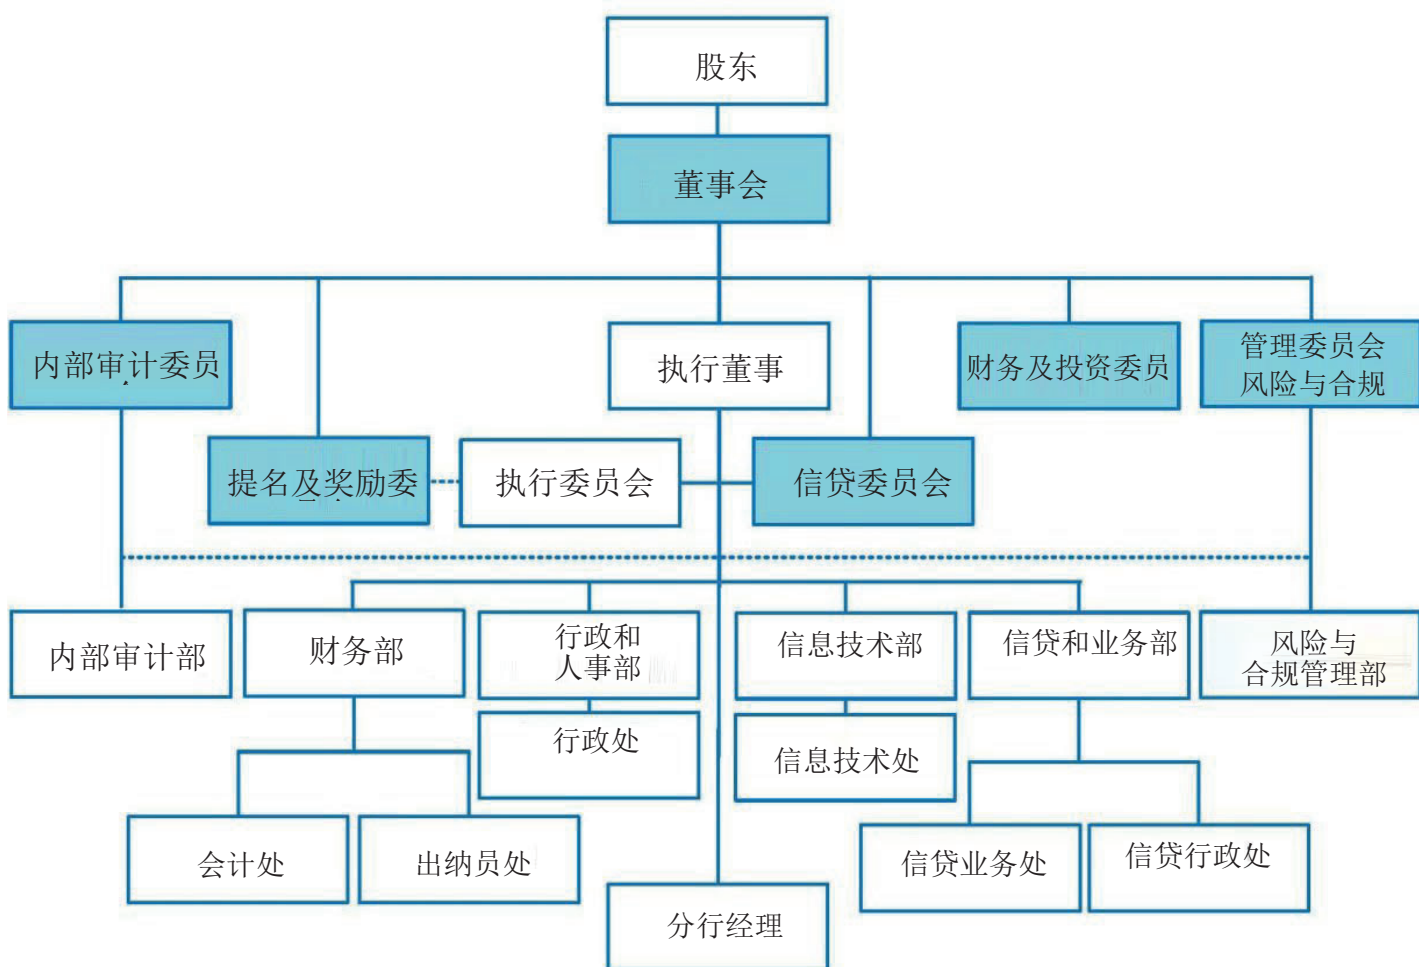 股东
董事会
内部审计委员
执行董事
财务及投资委员
管理委员会
风险与合规
提名及奖励委
执行委员会
信贷委员会
内部审计部
财务部
行政和
人事部
信息技术部
信贷和业务部
风险与
合规管理部
行政处
信息技术处
会计处
出纳员处
信贷业务处
信贷行政处
分行经理